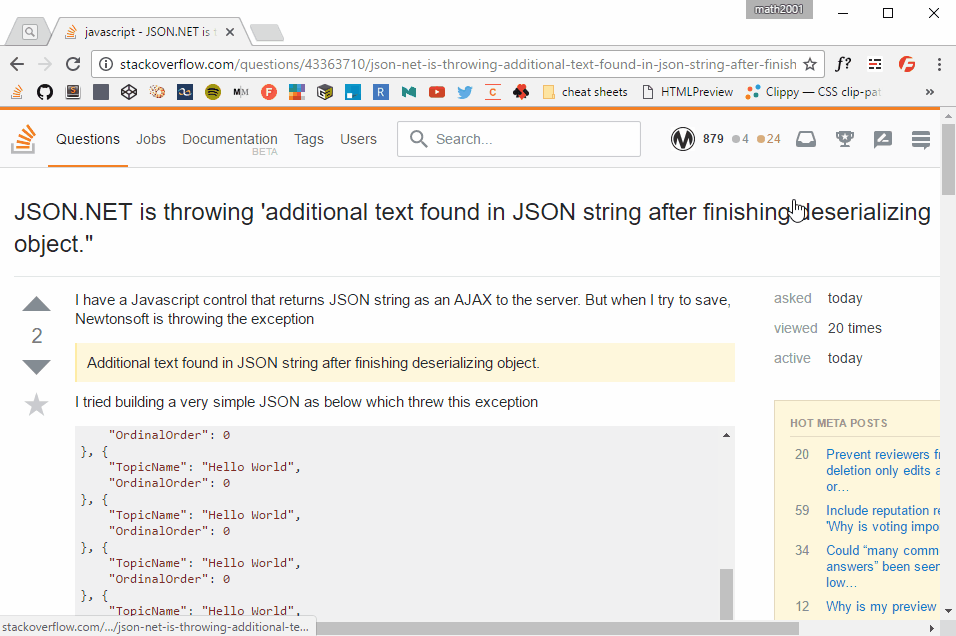 math2001
javascript - JSON.NET is t
stackoverflow.com/questions/43363710/json-net-is-throwing-additional-text-found-in-json-string-after-finish
f?
cheat sheets
HTMLPreview
Clippy — CSS clip-pat
»
Questions
Jobs
Documentation
BETA
Tags
Users
Search...
879
4
24
JSON.NET is throwing 'additional text found in JSON string after finishing deserializing
object."
I have a Javascript control that returns JSON string as an AJAX to the server. But when I try to save,
Newtonsoft is throwing the exception
2
Additional text found in JSON string after finishing deserializing object.
I tried building a very simple JSON as below which threw this exception
"OrdinalOrder": 0
}, {
"TopicName": "Hello World",
"OrdinalOrder": 0
}, {
"TopicName": "Hello World",
"OrdinalOrder": 0
}, {
"TopicName": "Hello World",
"OrdinalOrder": 0
}, {
"TopicName": "Hello World",
asked today
viewed 20 times
active today
HOT META POSTS
20 Prevent reviewers fr
deletion only edits a
or…
59 Include reputation re
'Why is voting impo
34 Could “many comm
answers” been seen
low…
12 Why is my preview
stackoverflow.com/.../json-net-is-throwing-additional-te...